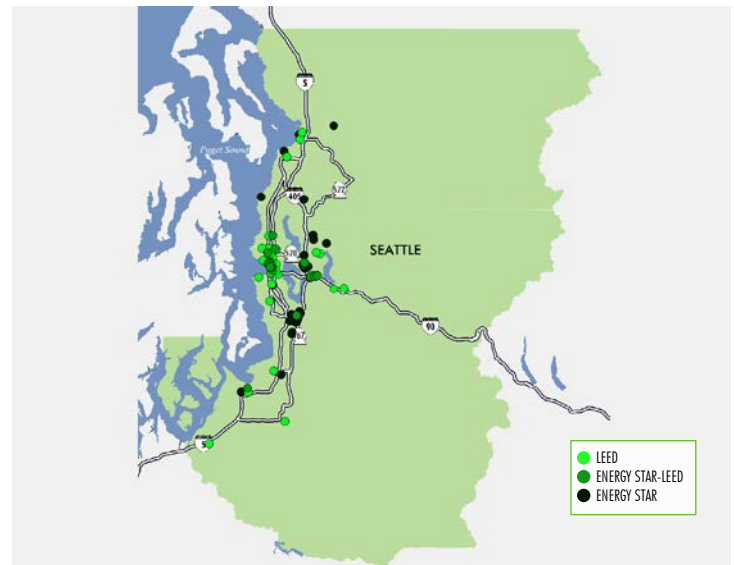 5
Puget Sound
522
405
520
SEATTLE
90
167
5
LEED
ENERGY STAR-LEED
ENERGY STAR